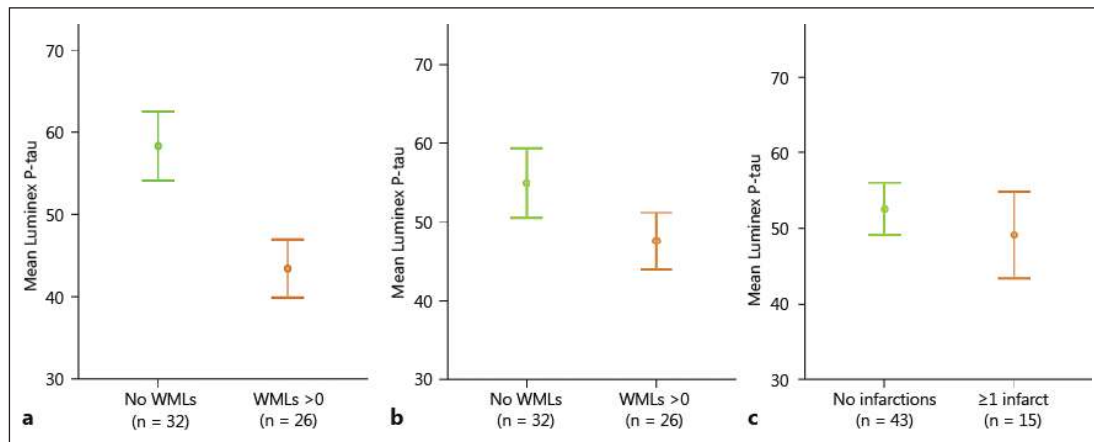 Mean Luminex P-tau
70
60
50
40
30
No WMLs
(n = 32)
WMLs >0
(n = 26)
a
Mean Luminex P-tau
70
60
50
40
30
No WMLs
(n = 32)
WMLs >0
(n = 26)
b
Mean Luminex P-tau
70
60
50
40
30
No infarctions
(n = 43)
≥1 infarct
(n = 15)
c